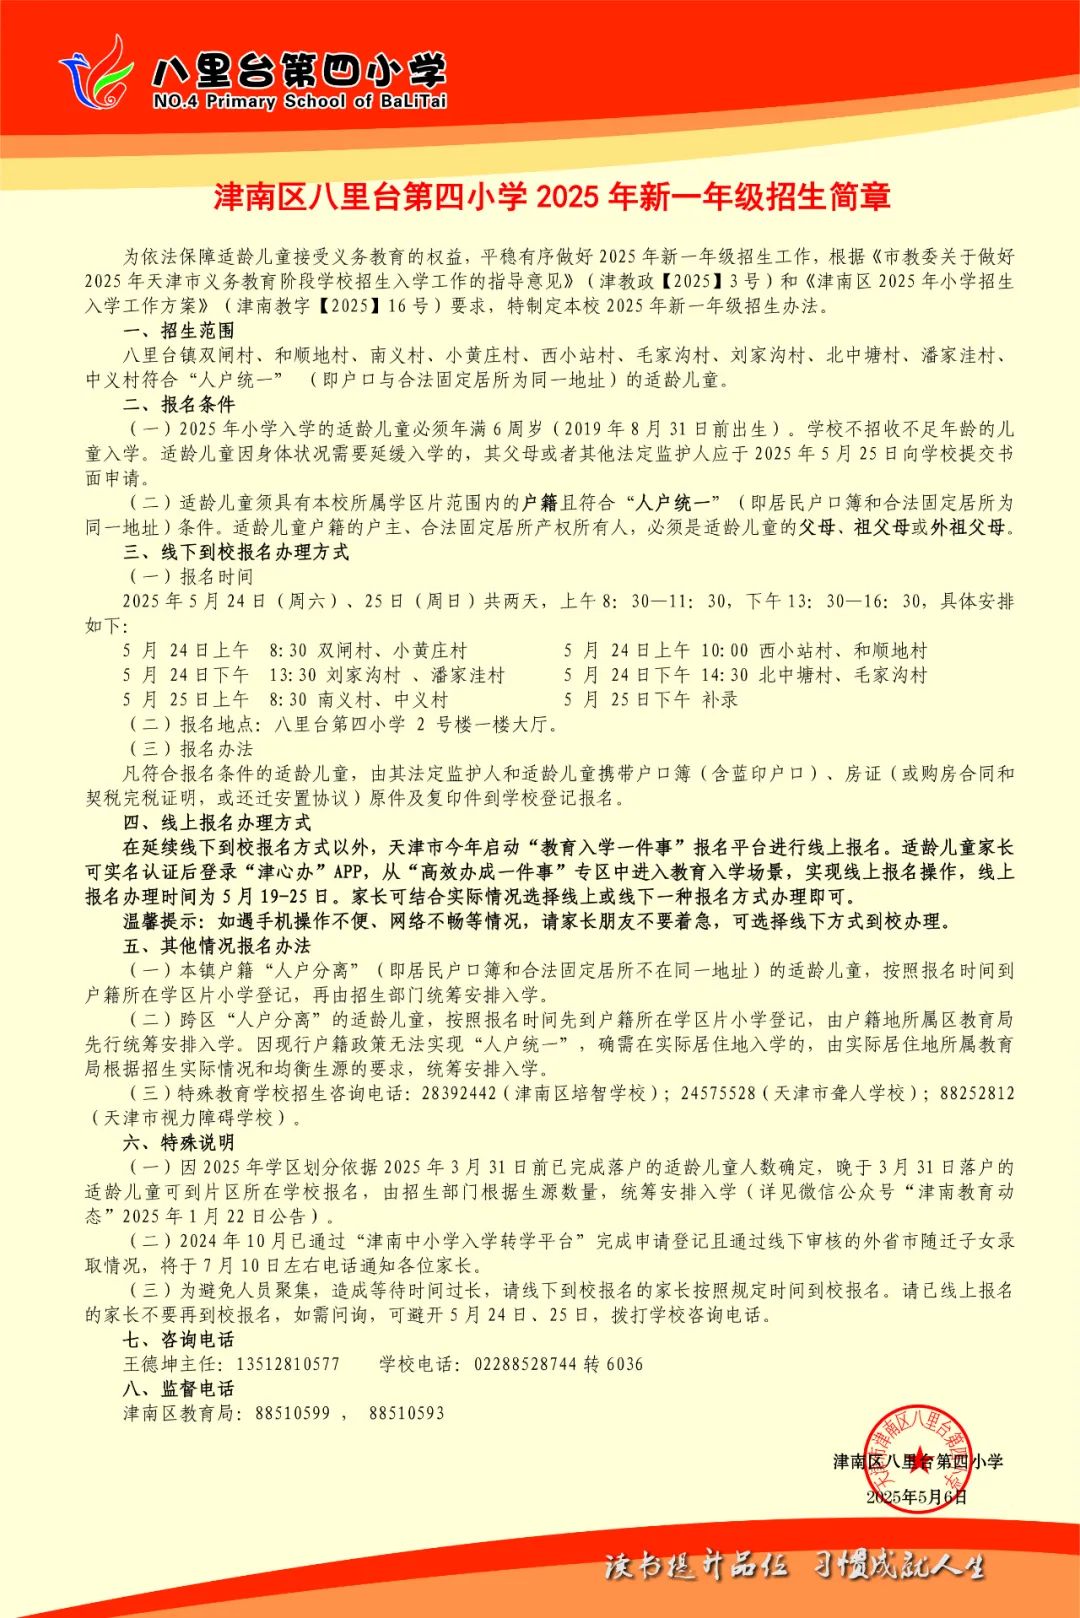 八里台第四小学
NO.4 Primary School of BaLiTai
津南区八里台第四小学 2025 年新一年级招生简章
为依法保障适龄儿童接受义务教育的权益，平稳有序做好 2025 年新一年级招生工作，根据《市教委关于做好
2025 年天津市义务教育阶段学校招生入学工作的指导意见》（津教政【2025】3 号）和《津南区 2025 年小学招生
入学工作方案》（津南教字【2025】16 号）要求，特制定本校 2025 年新一年级招生办法。
一、招生范围
八里台镇双闸村、和顺地村、南义村、小黄庄村、西小站村、毛家沟村、刘家沟村、北中塘村、潘家洼村、
中义村符合“人户统一” （即户口与合法固定居所为同一地址）的适龄儿童。
二、报名条件
（一）2025 年小学入学的适龄儿童必须年满 6 周岁（2019 年 8 月 31 日前出生）。学校不招收不足年龄的儿
童入学。适龄儿童因身体状况需要延缓入学的，其父母或者其他法定监护人应于 2025 年 5 月 25 日向学校提交书
面申请。
（二）适龄儿童须具有本校所属学区片范围内的户籍且符合“人户统一”（即居民户口簿和合法固定居所为
同一地址）条件。适龄儿童户籍的户主、合法固定居所产权所有人，必须是适龄儿童的父母、祖父母或外祖父母。
三、线下到校报名办理方式
（一）报名时间
2025 年 5 月 24 日（周六）、25 日（周日）共两天，上午 8：30—11：30，下午 13：30—16：30，具体安排
如下：
5 月 24 日上午 8:30 双闸村、小黄庄村 5 月 24 日上午 10:00 西小站村、和顺地村
5 月 24 日下午 13:30 刘家沟村 、潘家洼村 5 月 24 日下午 14:30 北中塘村、毛家沟村
5 月 25 日上午 8:30 南义村、中义村 5 月 25 日下午 补录
（二）报名地点：八里台第四小学 2 号楼一楼大厅。
（三）报名办法
凡符合报名条件的适龄儿童，由其法定监护人和适龄儿童携带户口簿（含蓝印户口）、房证（或购房合同和
契税完税证明，或还迁安置协议）原件及复印件到学校登记报名。
四、线上报名办理方式
在延续线下到校报名方式以外，天津市今年启动“教育入学一件事”报名平台进行线上报名。适龄儿童家长
可实名认证后登录“津心办”APP，从“高效办成一件事”专区中进入教育入学场景，实现线上报名操作，线上
报名办理时间为 5 月 19-25 日。家长可结合实际情况选择线上或线下一种报名方式办理即可。
温馨提示：如遇手机操作不便、网络不畅等情况，请家长朋友不要着急，可选择线下方式到校办理。
五、其他情况报名办法
（一）本镇户籍“人户分离”（即居民户口簿和合法固定居所不在同一地址）的适龄儿童，按照报名时间到
户籍所在学区片小学登记，再由招生部门统筹安排入学。
（二）跨区“人户分离”的适龄儿童，按照报名时间先到户籍所在学区片小学登记，由户籍地所属区教育局
先行统筹安排入学。因现行户籍政策无法实现“人户统一”，确需在实际居住地入学的，由实际居住地所属教育
局根据招生实际情况和均衡生源的要求，统筹安排入学。
（三）特殊教育学校招生咨询电话：28392442（津南区培智学校）；24575528（天津市聋人学校）；88252812
（天津市视力障碍学校）。
六、特殊说明
（一）因 2025 年学区划分依据 2025 年 3 月 31 日前已完成落户的适龄儿童人数确定，晚于 3 月 31 日落户的
适龄儿童可到片区所在学校报名，由招生部门根据生源数量，统筹安排入学（详见微信公众号“津南教育动
态”2025 年 1 月 22 日公告）。
（二）2024 年 10 月已通过“津南中小学入学转学平台”完成申请登记且通过线下审核的外省市随迁子女录
取情况，将于 7 月 10 日左右电话通知各位家长。
（三）为避免人员聚集，造成等待时间过长，请线下到校报名的家长按照规定时间到校报名。请已线上报名
的家长不要再到校报名，如需问询，可避开 5 月 24 日、25 日，拨打学校咨询电话。
七、咨询电话
王德坤主任：13512810577 学校电话：02288528744 转 6036
八、监督电话
津南区教育局：88510599 ， 88510593
天津市津南区八里台第四小学
津南区八里台第四小学
2025年5月6日
读书提升品位 习惯成就人生